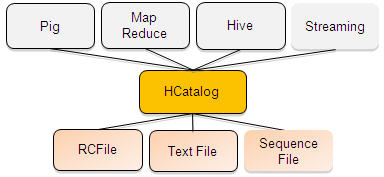 Pig
Map
Reduce
Hive
Streaming
HCatalog
RCFile
Text File
Sequence
File